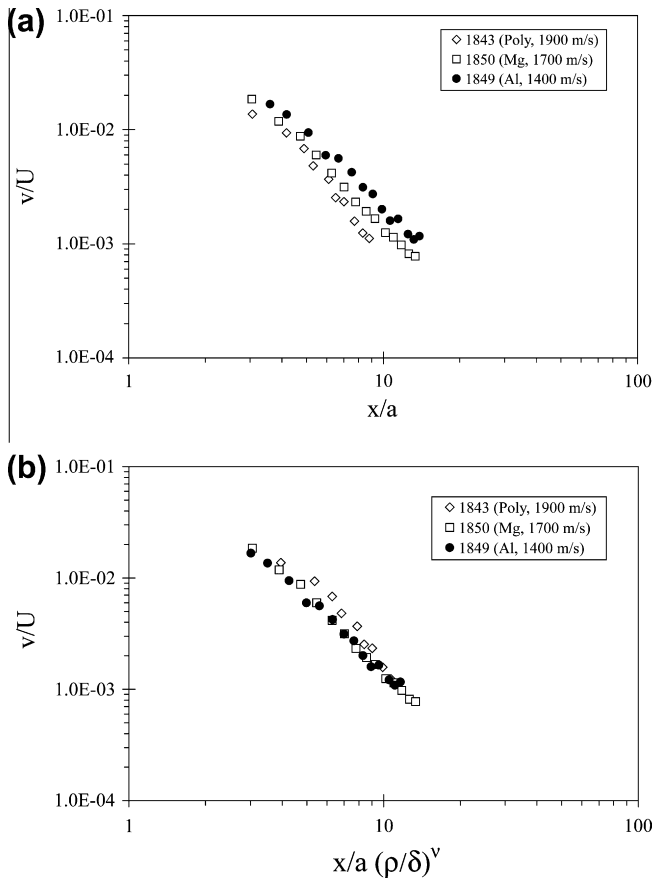 (a)
1.0E-01
1.0E-02
1.0E-03
1.0E-04
v/U
1843 (Poly, 1900 m/s)
1850 (Mg, 1700 m/s)
1849 (Al, 1400 m/s)
1
10
100
x/a
(b)
1.0E-01
1.0E-02
1.0E-03
1.0E-04
v/U
1843 (Poly, 1900 m/s)
1850 (Mg, 1700 m/s)
1849 (Al, 1400 m/s)
1
10
100
x/a (ρ/δ)^ν